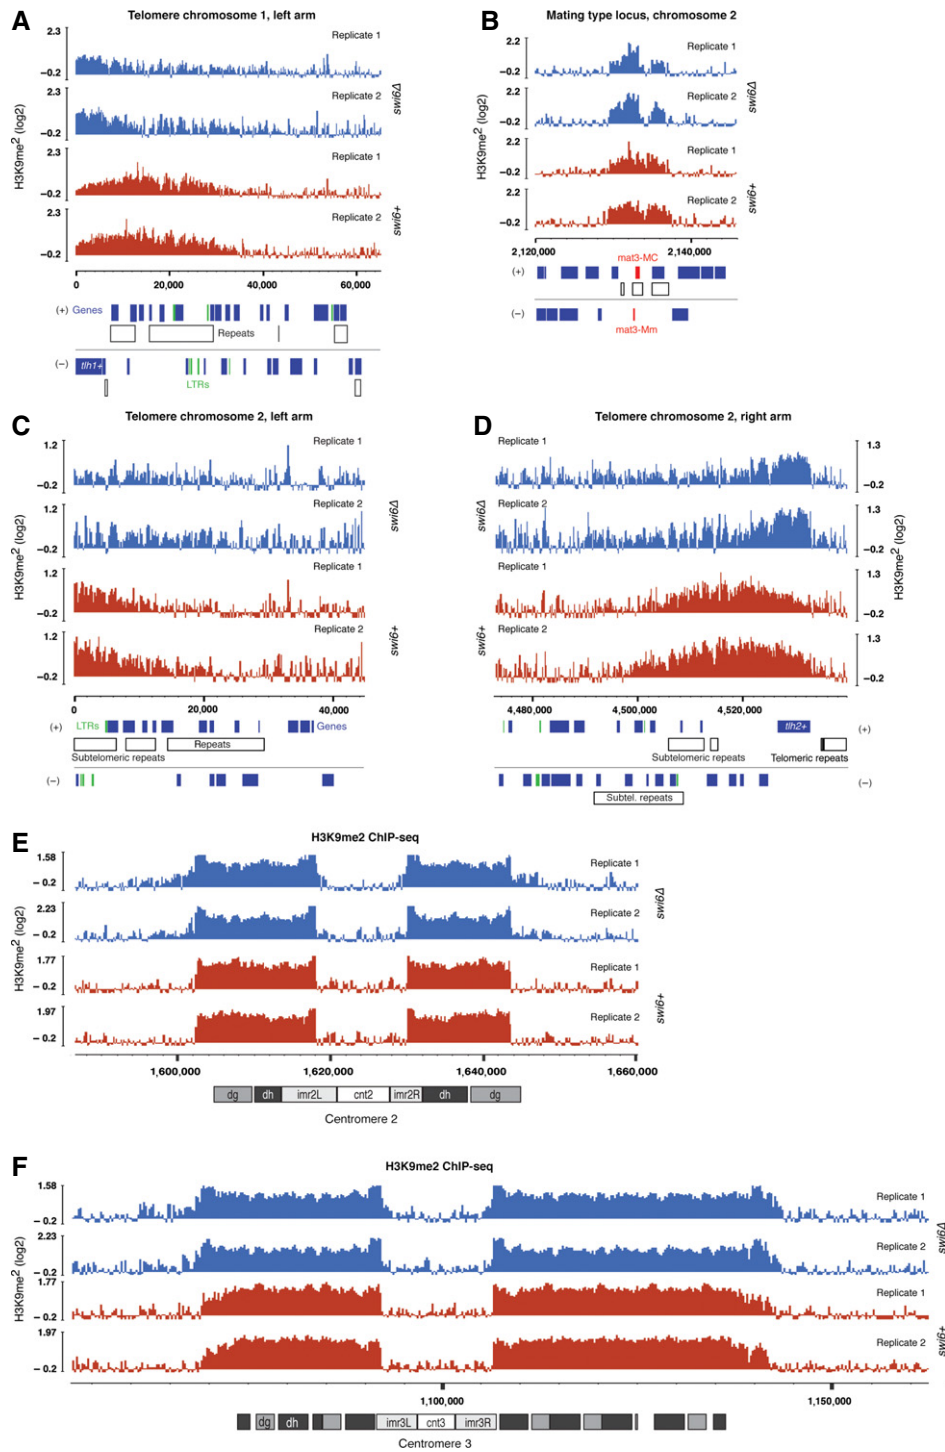 A
Telomere chromosome 1, left arm
2.3
Replicate 1
−0.2
2.3
Replicate 2
swi6Δ
−0.2
H3K9me² (log2)
2.3
Replicate 1
−0.2
2.3
Replicate 2
swi6+
−0.2
0 20,000 40,000 60,000
(+) Genes
Repeats
(−) tlh1+
LTRs
B
Mating type locus, chromosome 2
2.2
Replicate 1
−0.2
2.2
Replicate 2
swi6Δ
−0.2
H3K9me² (log2)
2.2
Replicate 1
−0.2
2.2
Replicate 2
swi6+
−0.2
2,120,000 2,140,000
mat3-MC
(+)
(−)
mat3-Mm
C
Telomere chromosome 2, left arm
1.2
Replicate 1
−0.2
1.2
Replicate 2
swi6Δ
−0.2
H3K9me² (log2)
1.2
Replicate 1
−0.2
1.2
Replicate 2
swi6+
−0.2
0 20,000 40,000
(+) LTRs Genes
Repeats
Subtelomeric repeats
(−)
D
Telomere chromosome 2, right arm
Replicate 1
1.3
−0.2
swi6Δ
Replicate 2
1.3
−0.2
H3K9me² (log2)
Replicate 1
1.3
−0.2
swi6+
Replicate 2
1.3
−0.2
4,480,000 4,500,000 4,520,000
tlh2+ (+)
Subtelomeric repeats Telomeric repeats
(−)
Subtel. repeats
E
H3K9me2 ChIP-seq
1.58
Replicate 1
− 0.2
swi6Δ
2.23
Replicate 2
− 0.2
H3K9me² (log2)
1.77
Replicate 1
− 0.2
swi6+
1.97
Replicate 2
− 0.2
1,600,000 1,620,000 1,640,000 1,660,000
dg dh imr2L cnt2 imr2R dh dg
Centromere 2
F
H3K9me2 ChIP-seq
1.58
Replicate 1
− 0.2
swi6Δ
2.23
Replicate 2
− 0.2
H3K9me² (log2)
1.77
Replicate 1
− 0.2
swi6+
1.97
Replicate 2
− 0.2
1,100,000 1,150,000
dg dh imr3L cnt3 imr3R
Centromere 3